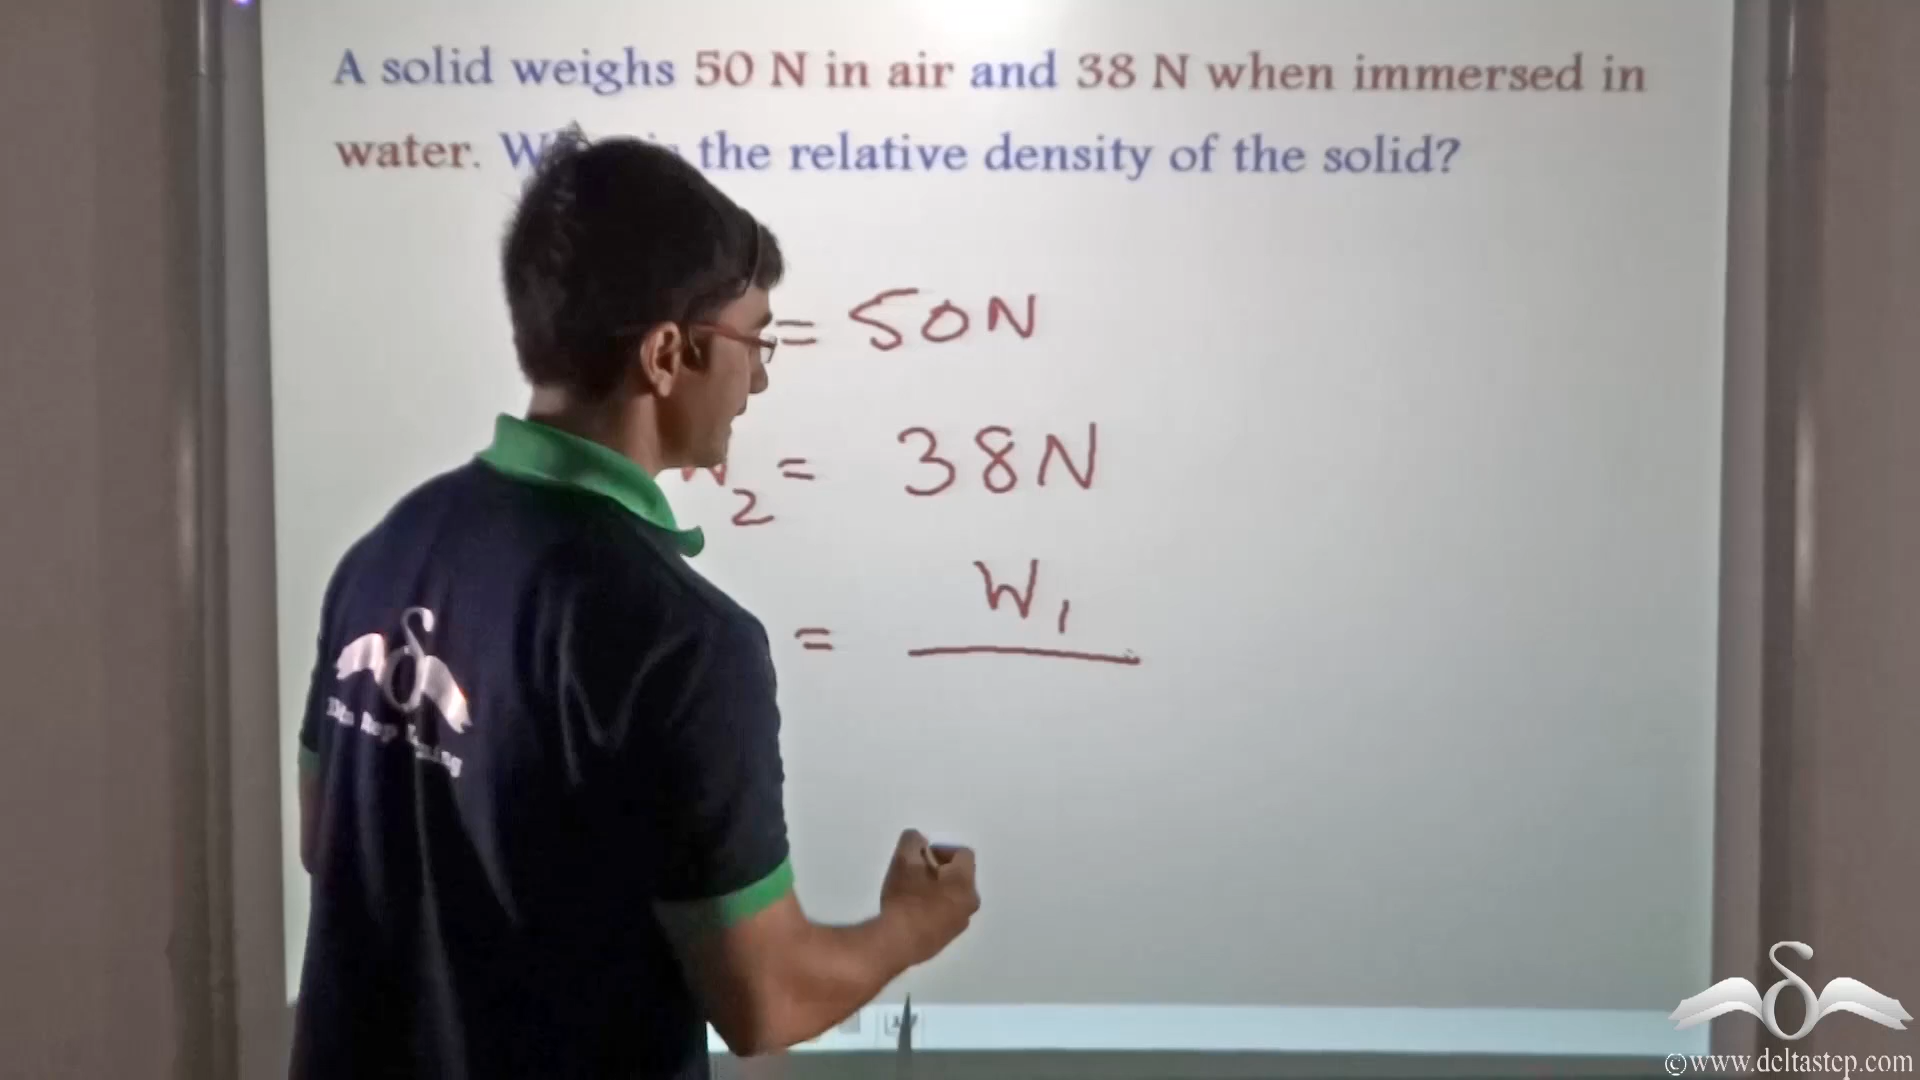 A solid weighs 50 N in air and 38 N when immersed in
water. the relative density of the solid?
= 50N
2 = 38N
= W1
©www.deltastep.com